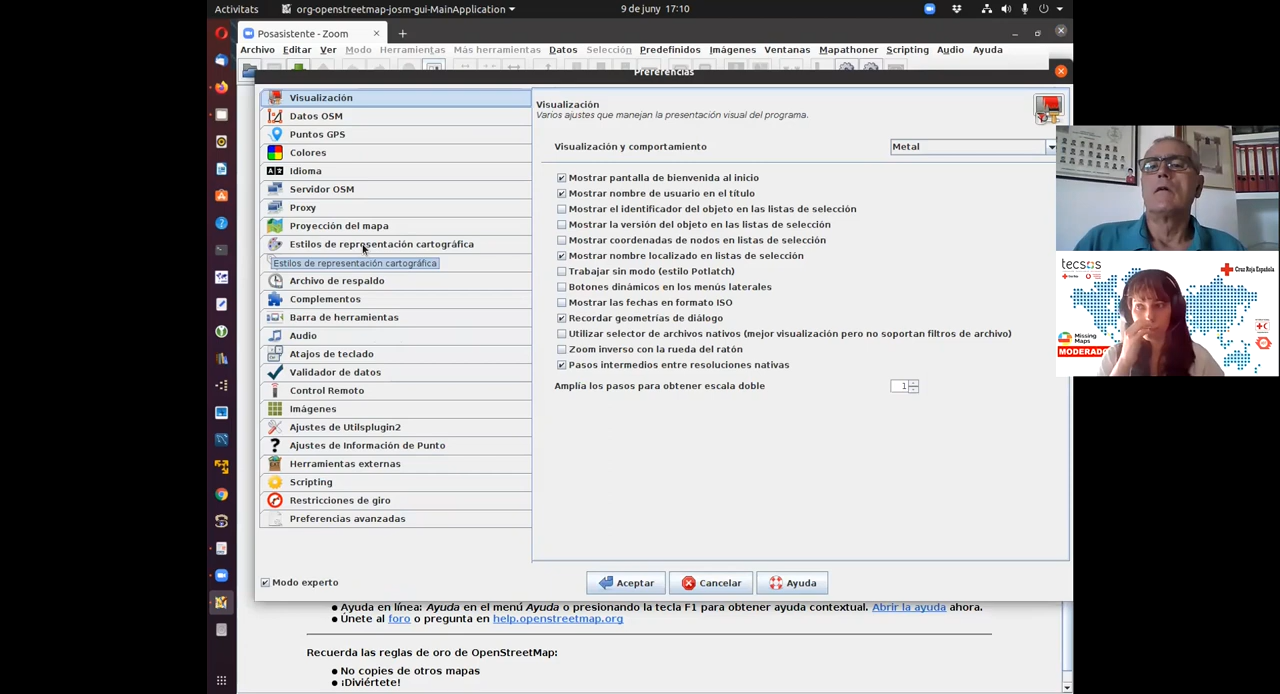 Activitats
org-openstreetmap-josm-gui-MainApplication
9 de juny 17:10
Posasistente - Zoom
Archivo Editar Ver Modo Herramientas Más herramientas Datos Selección Predefinidos Imágenes Ventanas Mapathoner Scripting Audio Ayuda
Preferencias
Visualización
Datos OSM
Puntos GPS
Colores
Idioma
Servidor OSM
Proxy
Proyección del mapa
Estilos de representación cartográfica
Estilos de representación cartográfica
Archivo de respaldo
Complementos
Barra de herramientas
Audio
Atajos de teclado
Validador de datos
Control Remoto
Imágenes
Ajustes de Utilsplugin2
Ajustes de Información de Punto
Herramientas externas
Scripting
Restricciones de giro
Preferencias avanzadas
Modo experto
Visualización
Varios ajustes que manejan la presentación visual del programa.
Visualización y comportamiento Metal
Mostrar pantalla de bienvenida al inicio
Mostrar nombre de usuario en el título
Mostrar el identificador del objeto en las listas de selección
Mostrar la versión del objeto en las listas de selección
Mostrar coordenadas de nodos en listas de selección
Mostrar nombre localizado en listas de selección
Trabajar sin modo (estilo Potlatch)
Botones dinámicos en los menús laterales
Mostrar las fechas en formato ISO
Recordar geometrías de diálogo
Utilizar selector de archivos nativos (mejor visualización pero no soportan filtros de archivo)
Zoom inverso con la rueda del ratón
Pasos intermedios entre resoluciones nativas
Amplía los pasos para obtener escala doble 1
Aceptar Cancelar Ayuda
Ayuda en línea: Ayuda en el menú Ayuda o presionando la tecla F1 para obtener ayuda contextual. Abrir la ayuda ahora.
Únete al foro o pregunta en help.openstreetmap.org
Recuerda las reglas de oro de OpenStreetMap:
No copies de otros mapas
¡Diviértete!
tecsos
Cruz Roja Española
Missing
Maps
MODERADO